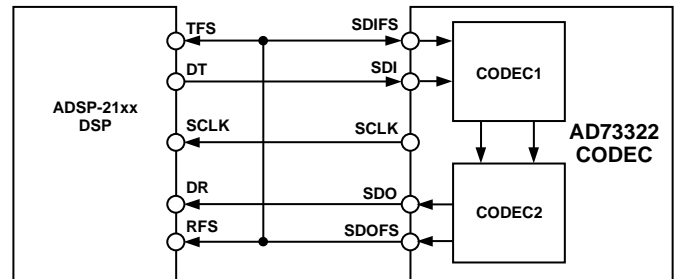 TFS
SDIFS
DT
SDI
CODEC1
ADSP-21xx
DSP
SCLK
SCLK
AD73322
CODEC
DR
SDO
CODEC2
RFS
SDOFS